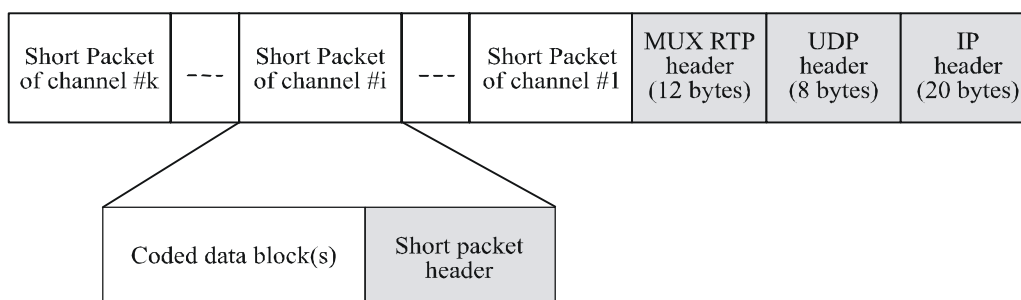 Short Packet
of channel #k
---
Short Packet
of channel #i
---
Short Packet
of channel #1
MUX RTP
header
(12 bytes)
UDP
header
(8 bytes)
IP
header
(20 bytes)
Coded data block(s)
Short packet
header